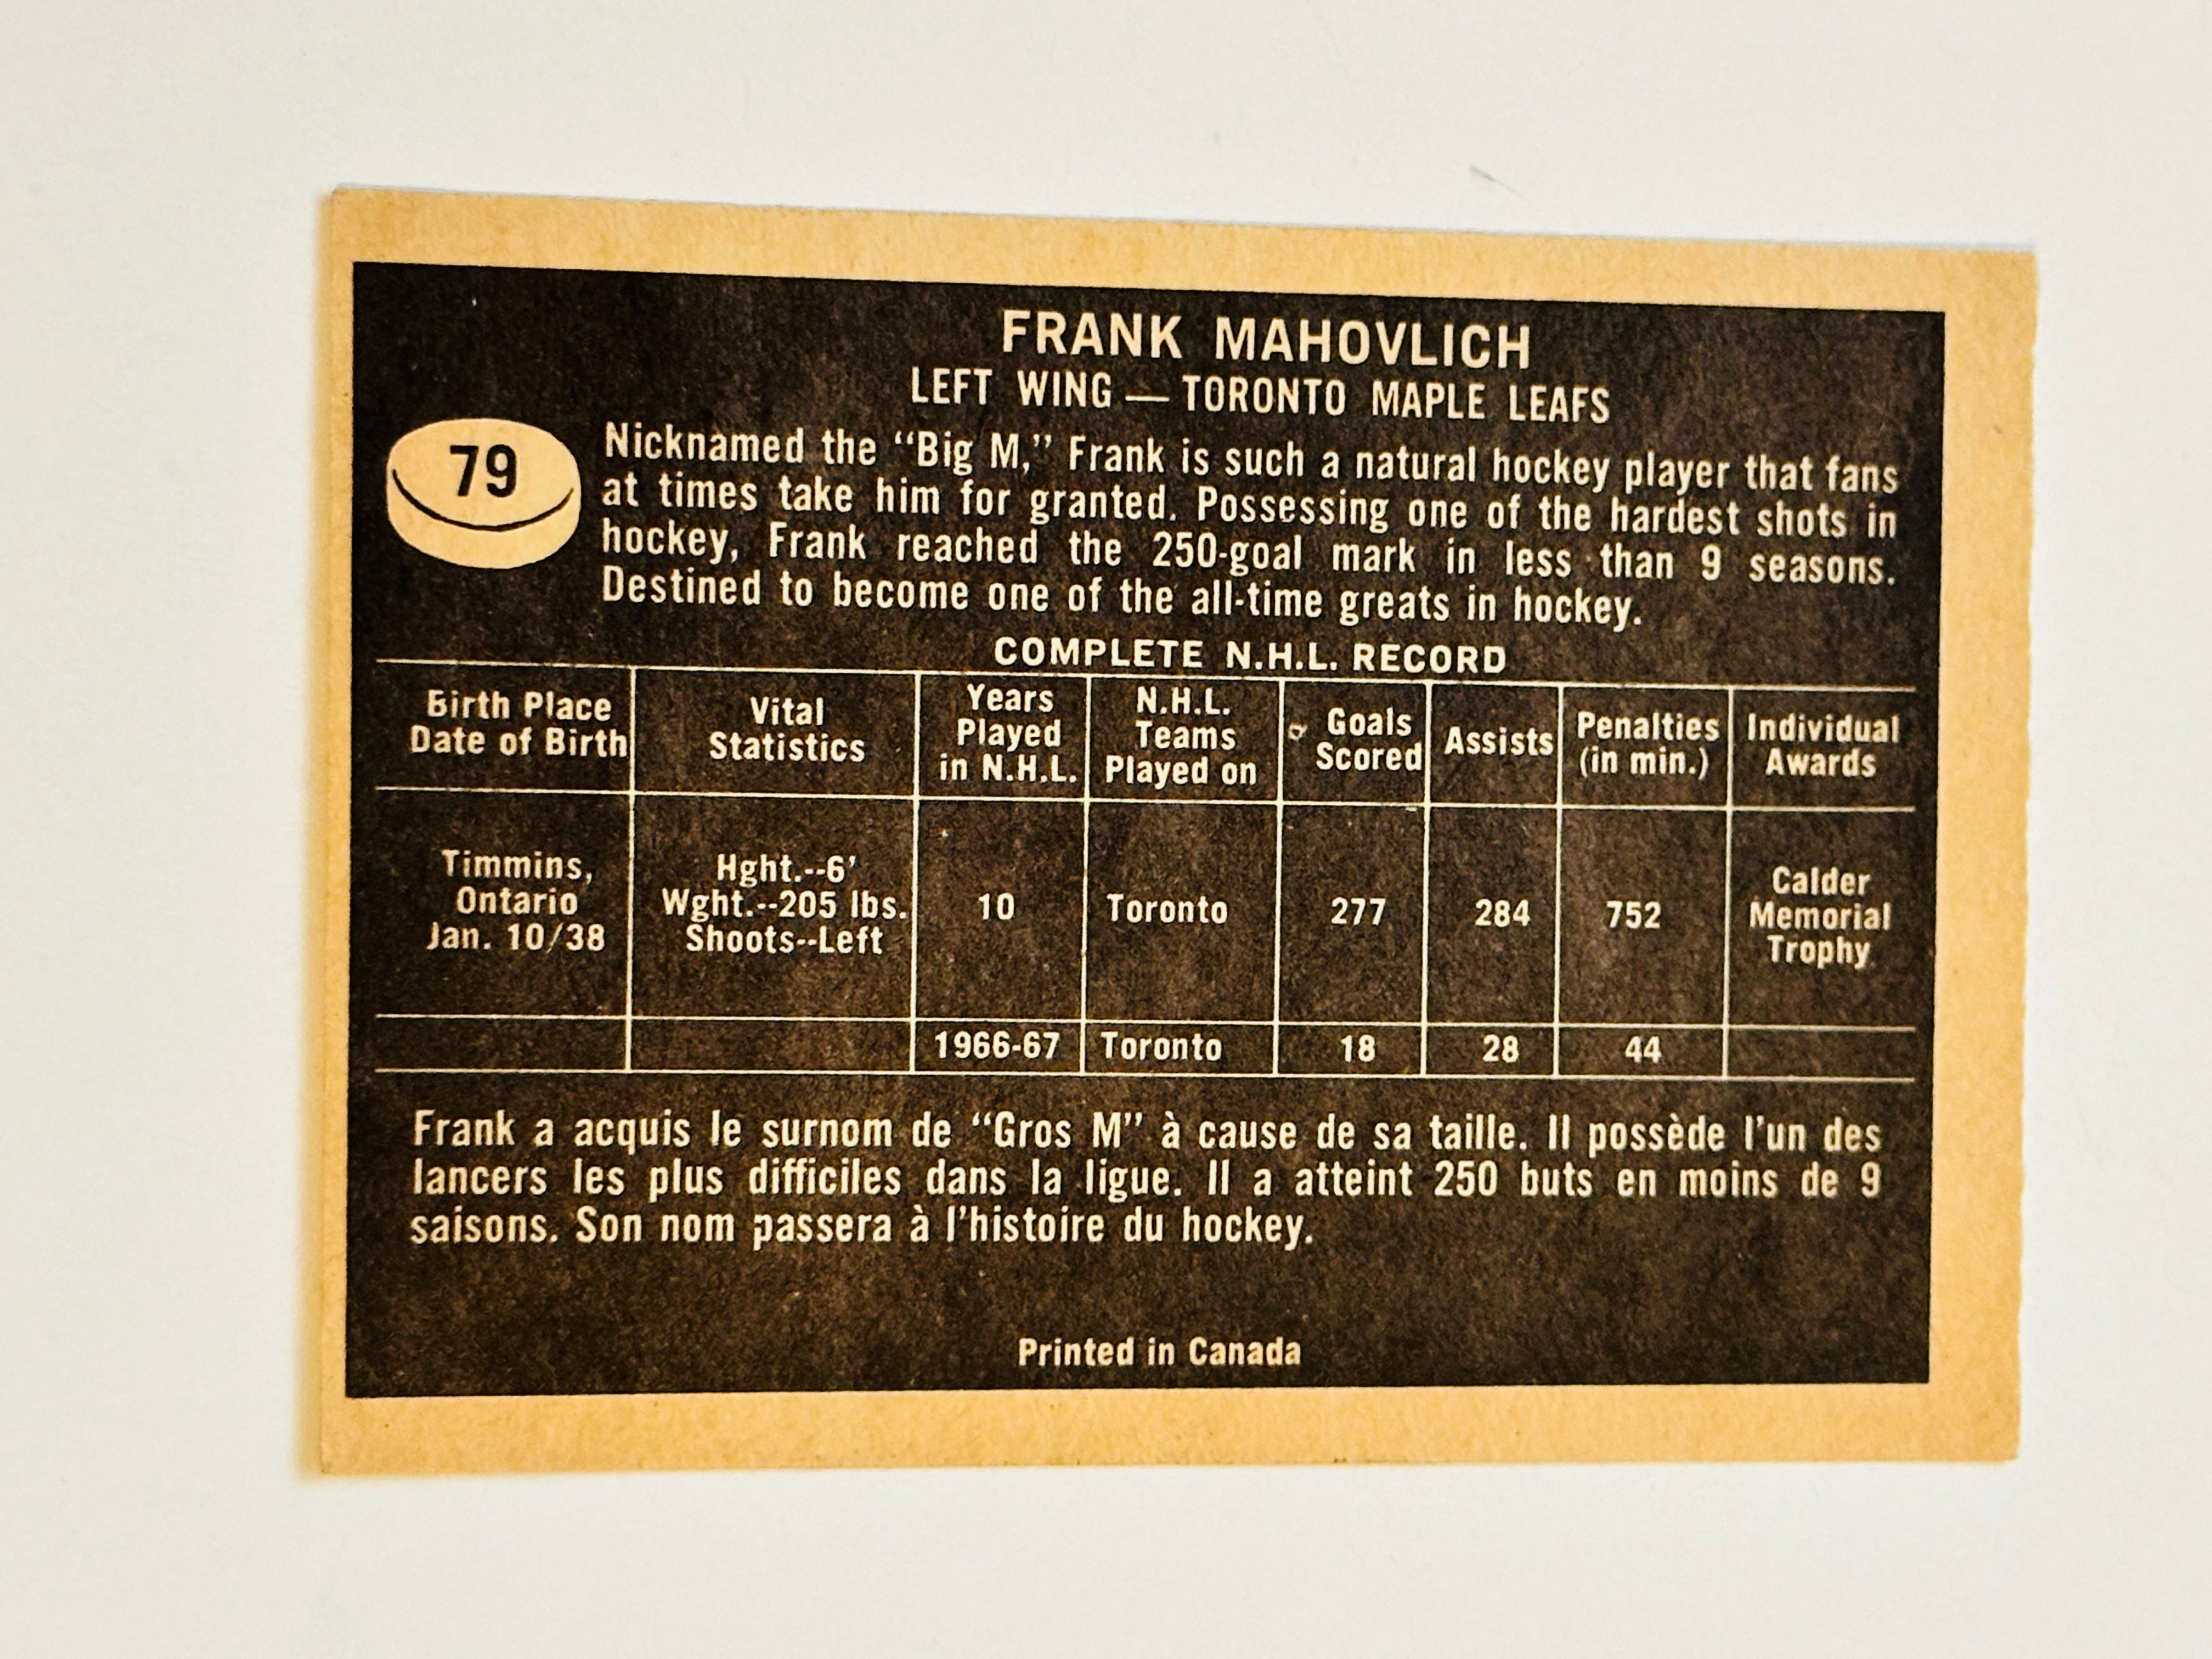 FRANK MAHOVLICH
LEFT WING — TORONTO MAPLE LEAFS
79
Nicknamed the “Big M,” Frank is such a natural hockey player that fans
at times take him for granted. Possessing one of the hardest shots in
hockey, Frank reached the 250-goal mark in less than 9 seasons.
Destined to become one of the all-time greats in hockey.
COMPLETE N.H.L. RECORD
Birth Place Date of Birth
Vital Statistics
Years Played in N.H.L.
N.H.L. Teams Played on
Goals Scored
Assists
Penalties (in min.)
Individual Awards
Timmins, Ontario Jan. 10/38
Hght.--6' Wght.--205 lbs. Shoots--Left
10
Toronto
277
284
752
Calder Memorial Trophy
1966-67 Toronto 18 28 44
Frank a acquis le surnom de “Gros M” à cause de sa taille. Il possède l'un des
lancers les plus difficiles dans la ligue. Il a atteint 250 buts en moins de 9
saisons. Son nom passera à l'histoire du hockey.
Printed in Canada